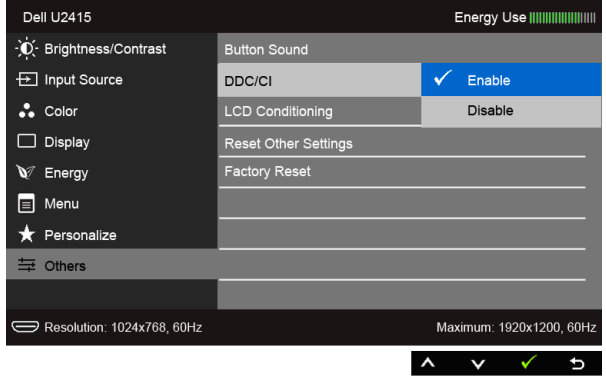 Dell U2415
Energy Use
Brightness/Contrast
Button Sound
Input Source
DDC/CI
Enable
Color
LCD Conditioning
Disable
Display
Reset Other Settings
Energy
Factory Reset
Menu
Personalize
Others
Resolution: 1024x768, 60Hz
Maximum: 1920x1200, 60Hz